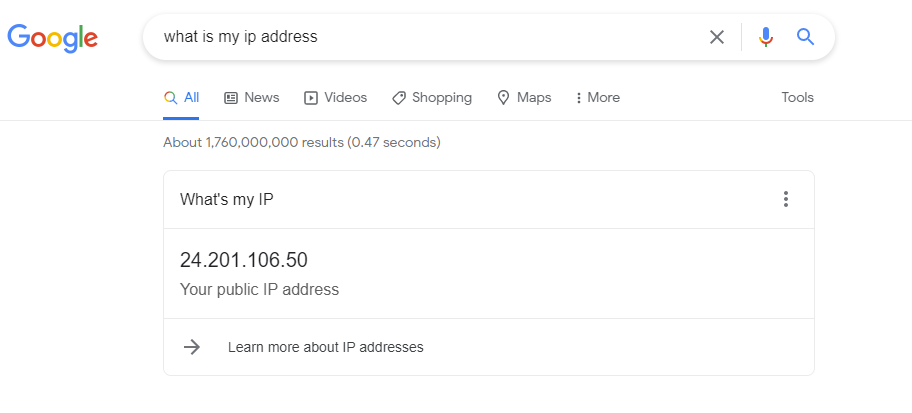 Google
what is my ip address
All News Videos Shopping Maps More Tools
About 1,760,000,000 results (0.47 seconds)
What's my IP
24.201.106.50
Your public IP address
Learn more about IP addresses